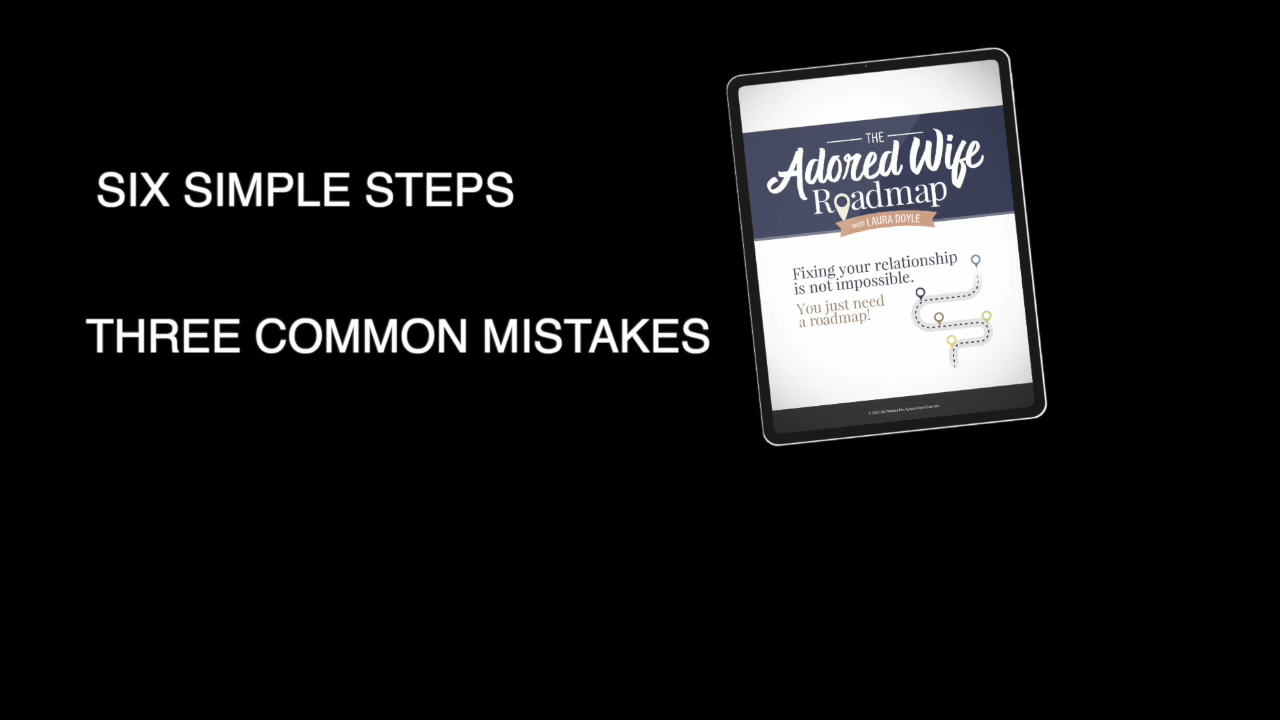 SIX SIMPLE STEPS
THREE COMMON MISTAKES
THE
Adored Wife
Roadmap
with LAURA DOYLE
Fixing your relationship
is not impossible.
You just need
a roadmap!